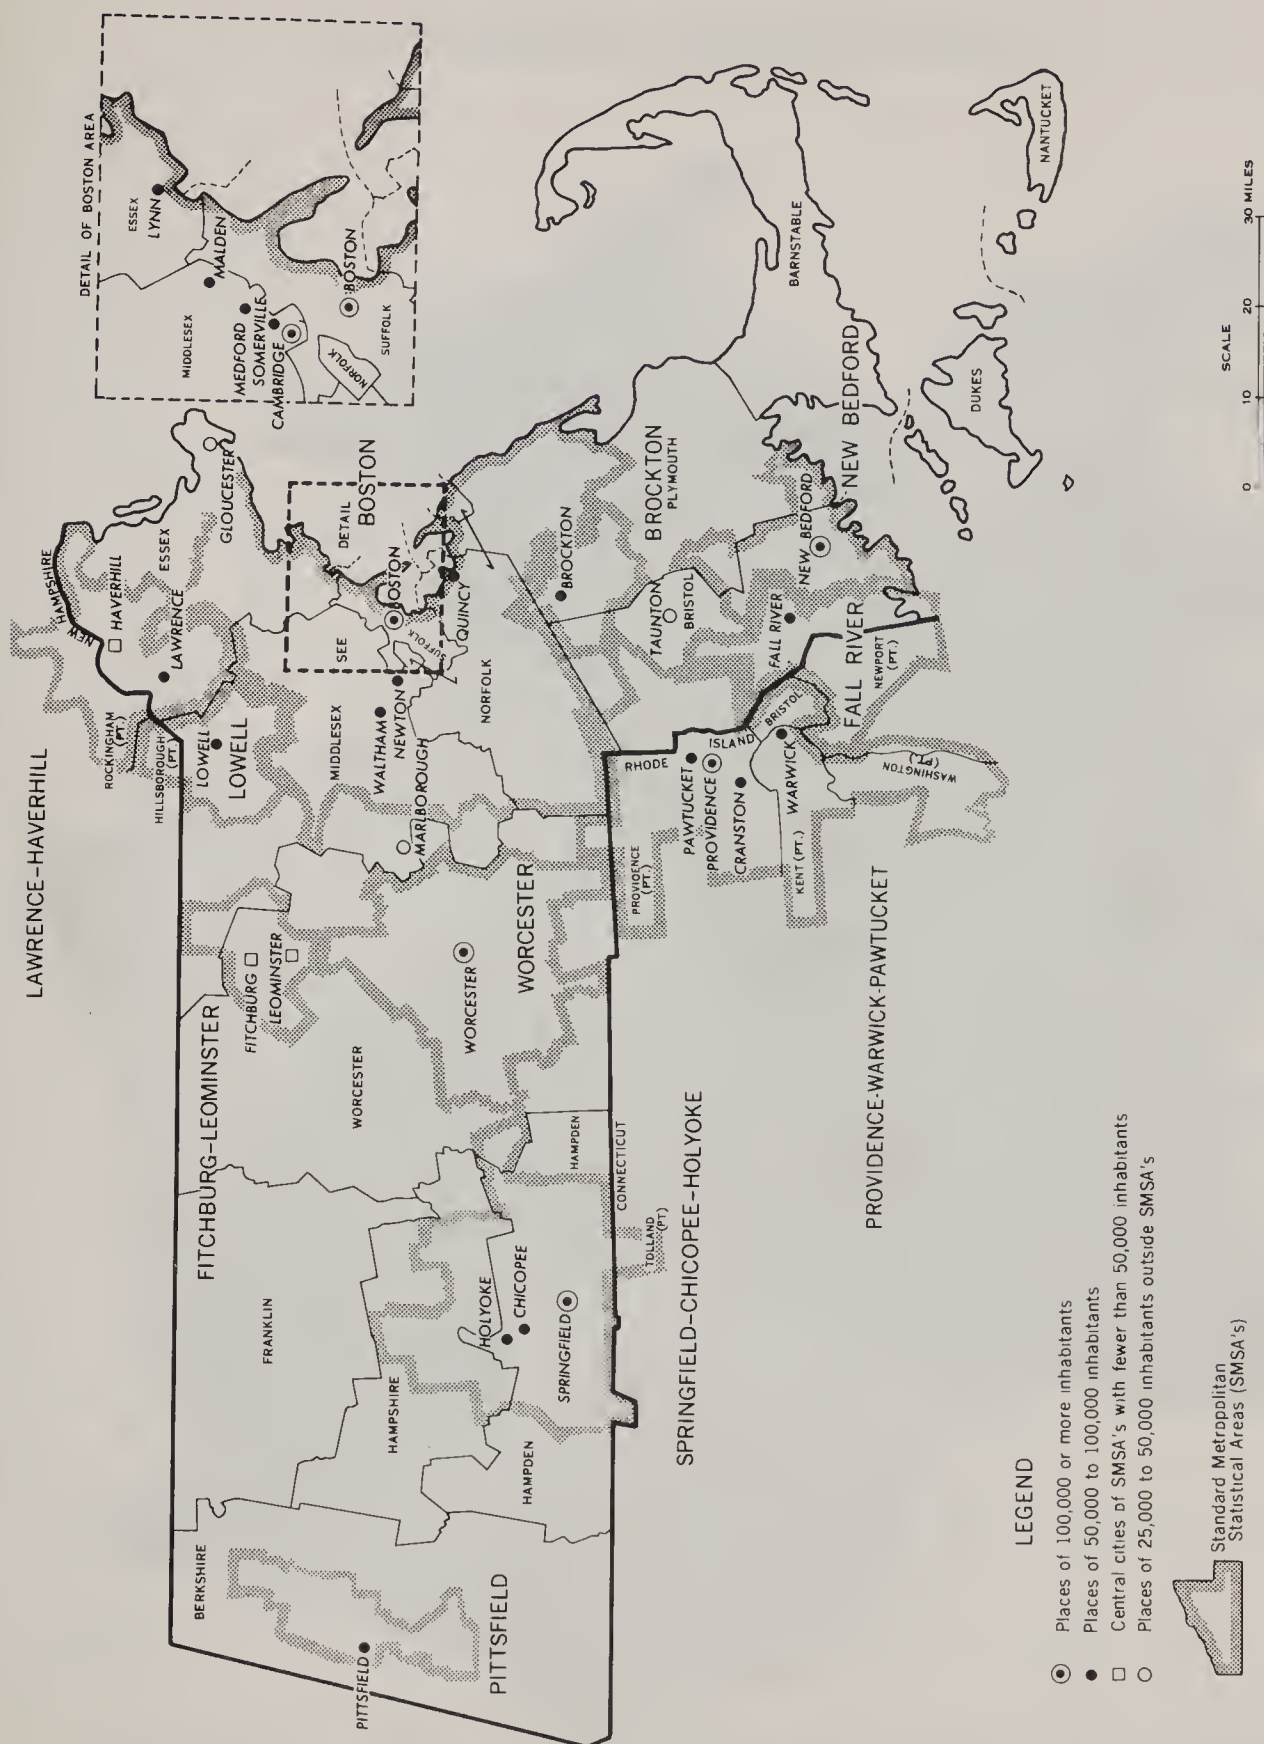 LAWRENCE–HAVERHILL
DETAIL OF BOSTON AREA
ESSEX
LYNN
MIDDLESEX
MALDEN
MEDFORD
SOMERVILLE
CAMBRIDGE
BOSTON
NORFOLK
SUFFOLK
NEW HAMPSHIRE
ROCKINGHAM
(PT.)
HILLSBOROUGH
(PT.)
HAVERHILL
LAWRENCE
ESSEX
GLOUCESTER
LOWELL
LOWELL
SEE
DETAIL
BOSTON
BOSTON
SUFFOLK
QUINCY
MIDDLESEX
WALTHAM
NEWTON
MARLBOROUGH
NORFOLK
FITCHBURG–LEOMINSTER
FITCHBURG
LEOMINSTER
WORCESTER
WORCESTER
WORCESTER
BROCKTON
BROCKTON
PLYMOUTH
BARNSTABLE
NANTUCKET
DUKES
NEW BEDFORD
NEW BEDFORD
TAUNTON
BRISTOL
FALL RIVER
FALL RIVER
NEWPORT
(PT.)
BRISTOL
RHODE
ISLAND
PAWTUCKET
PROVIDENCE
CRANSTON
WARWICK
WASHINGTON
(PT.)
KENT (PT.)
PROVIDENCE
(PT.)
PROVIDENCE-WARWICK-PAWTUCKET
FRANKLIN
HAMPSHIRE
HOLYOKE
CHICOPEE
SPRINGFIELD
HAMPDEN
HAMPDEN
CONNECTICUT
TOLLAND
(PT)
SPRINGFIELD–CHICOPEE–HOLYOKE
BERKSHIRE
PITTSFIELD
PITTSFIELD
SCALE
0 10 20 30 MILES
LEGEND
Places of 100,000 or more inhabitants
Places of 50,000 to 100,000 inhabitants
Central cities of SMSA's with fewer than 50,000 inhabitants
Places of 25,000 to 50,000 inhabitants outside SMSA's
Standard Metropolitan
Statistical Areas (SMSA's)